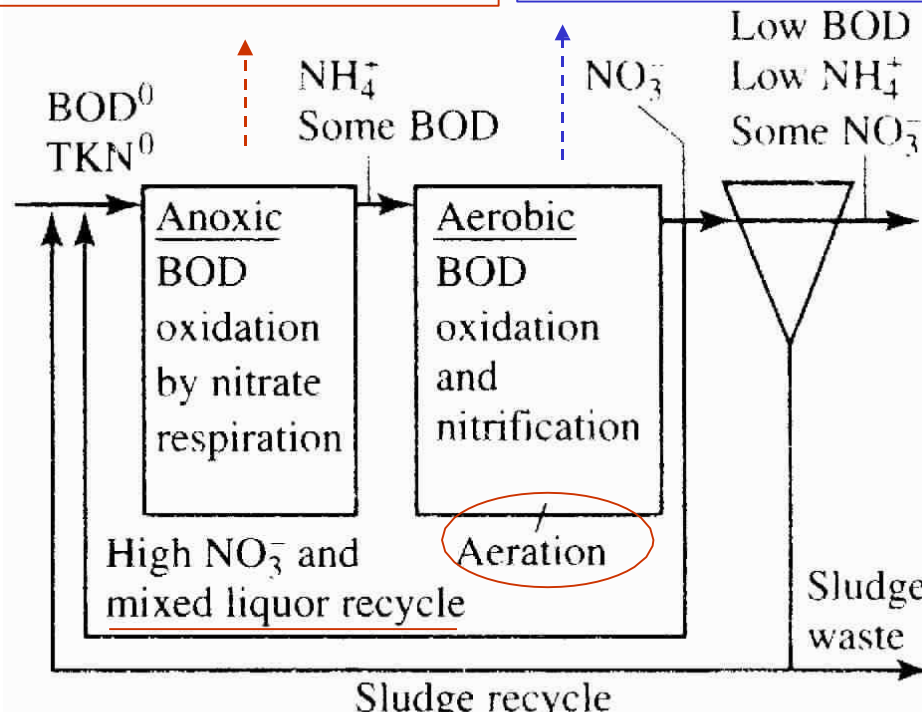 BOD⁰
TKN⁰
NH₄⁺
Some BOD
NO₃⁻
Low BOD
Low NH₄⁺
Some NO₃⁻
Anoxic
BOD
oxidation
by nitrate
respiration
Aerobic
BOD
oxidation
and
nitrification
Aeration
High NO₃⁻ and
mixed liquor recycle
Sludge
waste
Sludge recycle